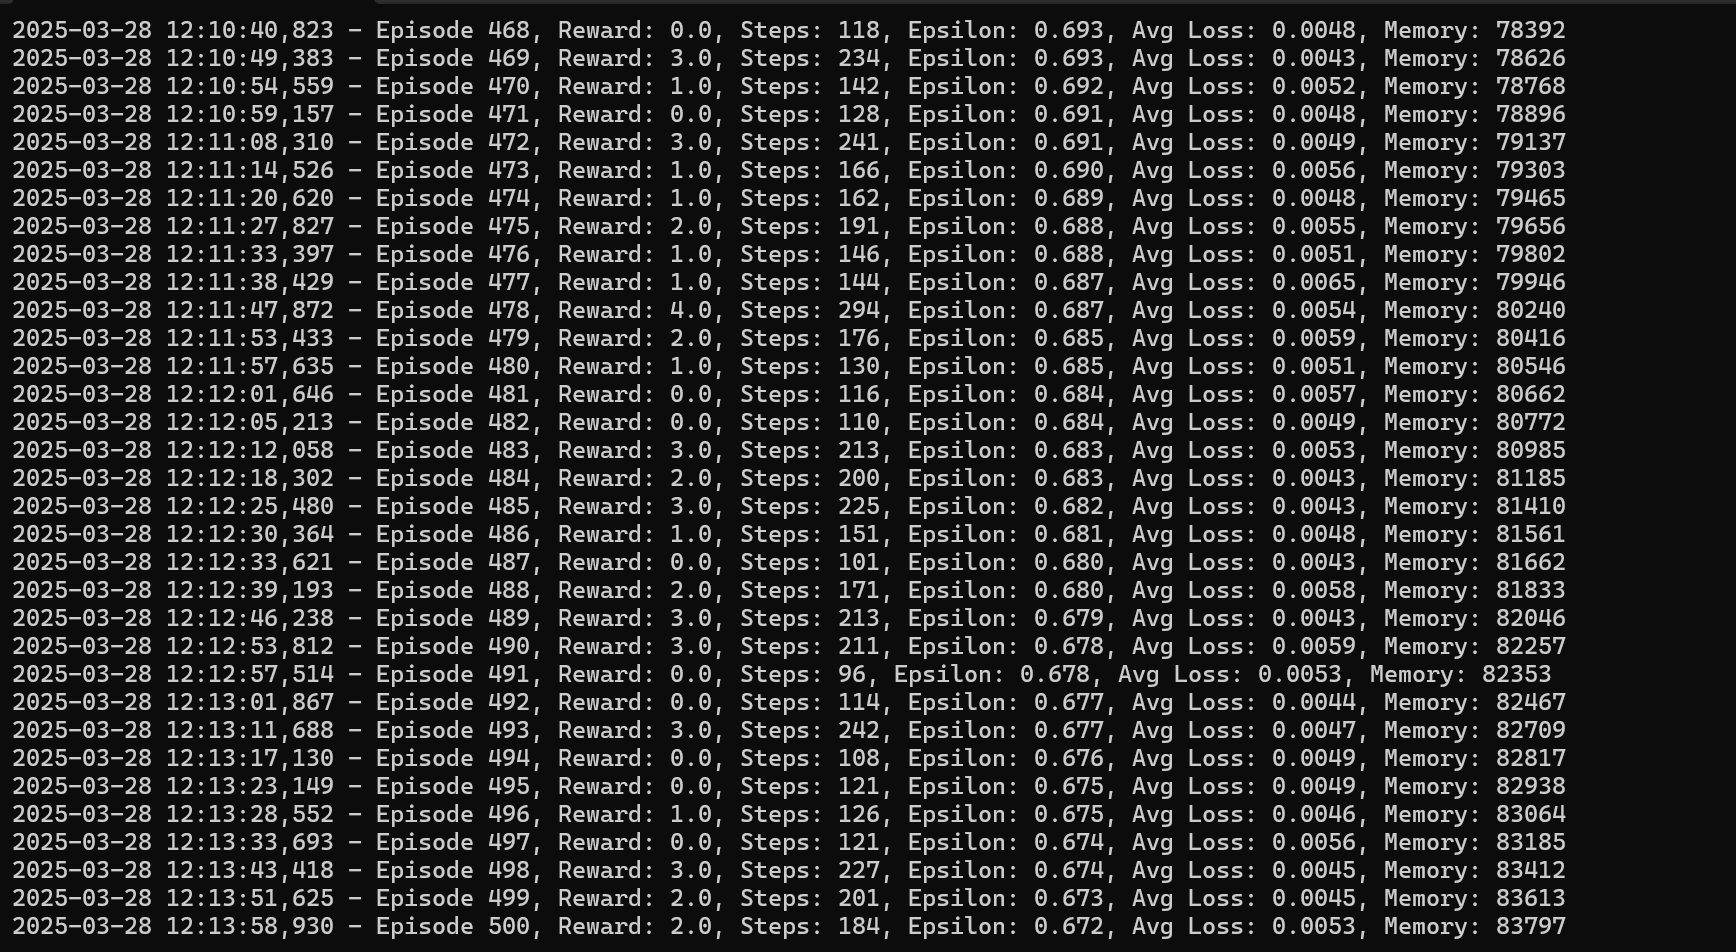 2025-03-28 12:10:40,823 - Episode 468, Reward: 0.0, Steps: 118, Epsilon: 0.693, Avg Loss: 0.0048, Memory: 78392
2025-03-28 12:10:49,383 - Episode 469, Reward: 3.0, Steps: 234, Epsilon: 0.693, Avg Loss: 0.0043, Memory: 78626
2025-03-28 12:10:54,559 - Episode 470, Reward: 1.0, Steps: 142, Epsilon: 0.692, Avg Loss: 0.0052, Memory: 78768
2025-03-28 12:10:59,157 - Episode 471, Reward: 0.0, Steps: 128, Epsilon: 0.691, Avg Loss: 0.0048, Memory: 78896
2025-03-28 12:11:08,310 - Episode 472, Reward: 3.0, Steps: 241, Epsilon: 0.691, Avg Loss: 0.0049, Memory: 79137
2025-03-28 12:11:14,526 - Episode 473, Reward: 1.0, Steps: 166, Epsilon: 0.690, Avg Loss: 0.0056, Memory: 79303
2025-03-28 12:11:20,620 - Episode 474, Reward: 1.0, Steps: 162, Epsilon: 0.689, Avg Loss: 0.0048, Memory: 79465
2025-03-28 12:11:27,827 - Episode 475, Reward: 2.0, Steps: 191, Epsilon: 0.688, Avg Loss: 0.0055, Memory: 79656
2025-03-28 12:11:33,397 - Episode 476, Reward: 1.0, Steps: 146, Epsilon: 0.688, Avg Loss: 0.0051, Memory: 79802
2025-03-28 12:11:38,429 - Episode 477, Reward: 1.0, Steps: 144, Epsilon: 0.687, Avg Loss: 0.0065, Memory: 79946
2025-03-28 12:11:47,872 - Episode 478, Reward: 4.0, Steps: 294, Epsilon: 0.687, Avg Loss: 0.0054, Memory: 80240
2025-03-28 12:11:53,433 - Episode 479, Reward: 2.0, Steps: 176, Epsilon: 0.685, Avg Loss: 0.0059, Memory: 80416
2025-03-28 12:11:57,635 - Episode 480, Reward: 1.0, Steps: 130, Epsilon: 0.685, Avg Loss: 0.0051, Memory: 80546
2025-03-28 12:12:01,646 - Episode 481, Reward: 0.0, Steps: 116, Epsilon: 0.684, Avg Loss: 0.0057, Memory: 80662
2025-03-28 12:12:05,213 - Episode 482, Reward: 0.0, Steps: 110, Epsilon: 0.684, Avg Loss: 0.0049, Memory: 80772
2025-03-28 12:12:12,058 - Episode 483, Reward: 3.0, Steps: 213, Epsilon: 0.683, Avg Loss: 0.0053, Memory: 80985
2025-03-28 12:12:18,302 - Episode 484, Reward: 2.0, Steps: 200, Epsilon: 0.683, Avg Loss: 0.0043, Memory: 81185
2025-03-28 12:12:25,480 - Episode 485, Reward: 3.0, Steps: 225, Epsilon: 0.682, Avg Loss: 0.0043, Memory: 81410
2025-03-28 12:12:30,364 - Episode 486, Reward: 1.0, Steps: 151, Epsilon: 0.681, Avg Loss: 0.0048, Memory: 81561
2025-03-28 12:12:33,621 - Episode 487, Reward: 0.0, Steps: 101, Epsilon: 0.680, Avg Loss: 0.0043, Memory: 81662
2025-03-28 12:12:39,193 - Episode 488, Reward: 2.0, Steps: 171, Epsilon: 0.680, Avg Loss: 0.0058, Memory: 81833
2025-03-28 12:12:46,238 - Episode 489, Reward: 3.0, Steps: 213, Epsilon: 0.679, Avg Loss: 0.0043, Memory: 82046
2025-03-28 12:12:53,812 - Episode 490, Reward: 3.0, Steps: 211, Epsilon: 0.678, Avg Loss: 0.0059, Memory: 82257
2025-03-28 12:12:57,514 - Episode 491, Reward: 0.0, Steps: 96, Epsilon: 0.678, Avg Loss: 0.0053, Memory: 82353
2025-03-28 12:13:01,867 - Episode 492, Reward: 0.0, Steps: 114, Epsilon: 0.677, Avg Loss: 0.0044, Memory: 82467
2025-03-28 12:13:11,688 - Episode 493, Reward: 3.0, Steps: 242, Epsilon: 0.677, Avg Loss: 0.0047, Memory: 82709
2025-03-28 12:13:17,130 - Episode 494, Reward: 0.0, Steps: 108, Epsilon: 0.676, Avg Loss: 0.0049, Memory: 82817
2025-03-28 12:13:23,149 - Episode 495, Reward: 0.0, Steps: 121, Epsilon: 0.675, Avg Loss: 0.0049, Memory: 82938
2025-03-28 12:13:28,552 - Episode 496, Reward: 1.0, Steps: 126, Epsilon: 0.675, Avg Loss: 0.0046, Memory: 83064
2025-03-28 12:13:33,693 - Episode 497, Reward: 0.0, Steps: 121, Epsilon: 0.674, Avg Loss: 0.0056, Memory: 83185
2025-03-28 12:13:43,418 - Episode 498, Reward: 3.0, Steps: 227, Epsilon: 0.674, Avg Loss: 0.0045, Memory: 83412
2025-03-28 12:13:51,625 - Episode 499, Reward: 2.0, Steps: 201, Epsilon: 0.673, Avg Loss: 0.0045, Memory: 83613
2025-03-28 12:13:58,930 - Episode 500, Reward: 2.0, Steps: 184, Epsilon: 0.672, Avg Loss: 0.0053, Memory: 83797